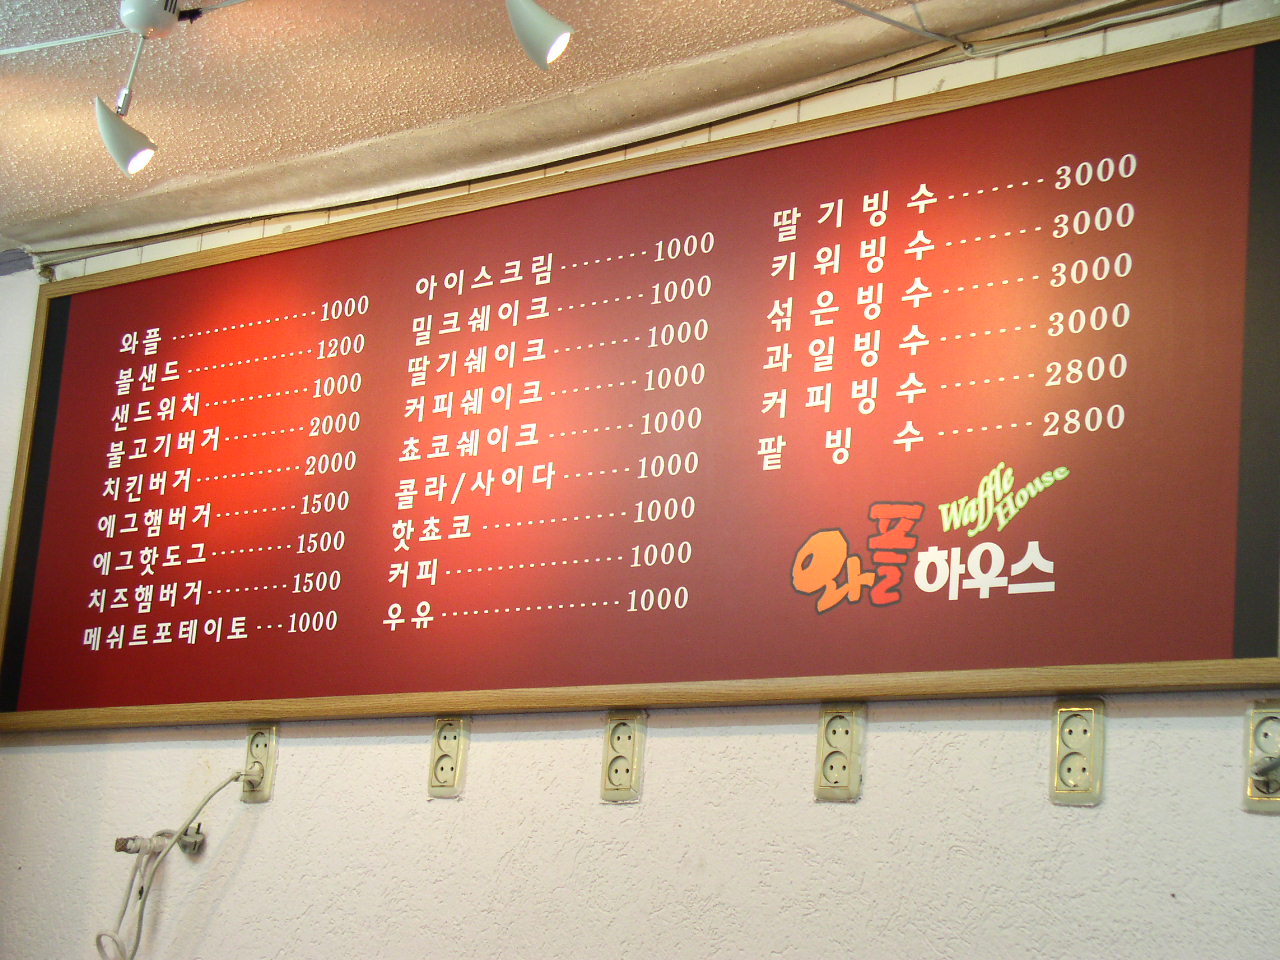 와플 ................. 1000
볼샌드 ............... 1200
샌드위치 ............. 1000
불고기버거 .......... 2000
치킨버거 ............. 2000
에그햄버거 .......... 1500
에그핫도그 .......... 1500
치즈햄버거 .......... 1500
메쉬트포테이토 ... 1000
아이스크림 ........ 1000
밀크쉐이크 ........ 1000
딸기쉐이크 ........ 1000
커피쉐이크 ........ 1000
쵸코쉐이크 ........ 1000
콜라/사이다 ...... 1000
핫쵸코 ............... 1000
커피 .................. 1000
우유 .................. 1000
딸기빙수 ....... 3000
키위빙수 ....... 3000
섞은빙수 ....... 3000
과일빙수 ....... 3000
커피빙수 ....... 2800
팥 빙 수 ....... 2800
Waffle
House
와플하우스